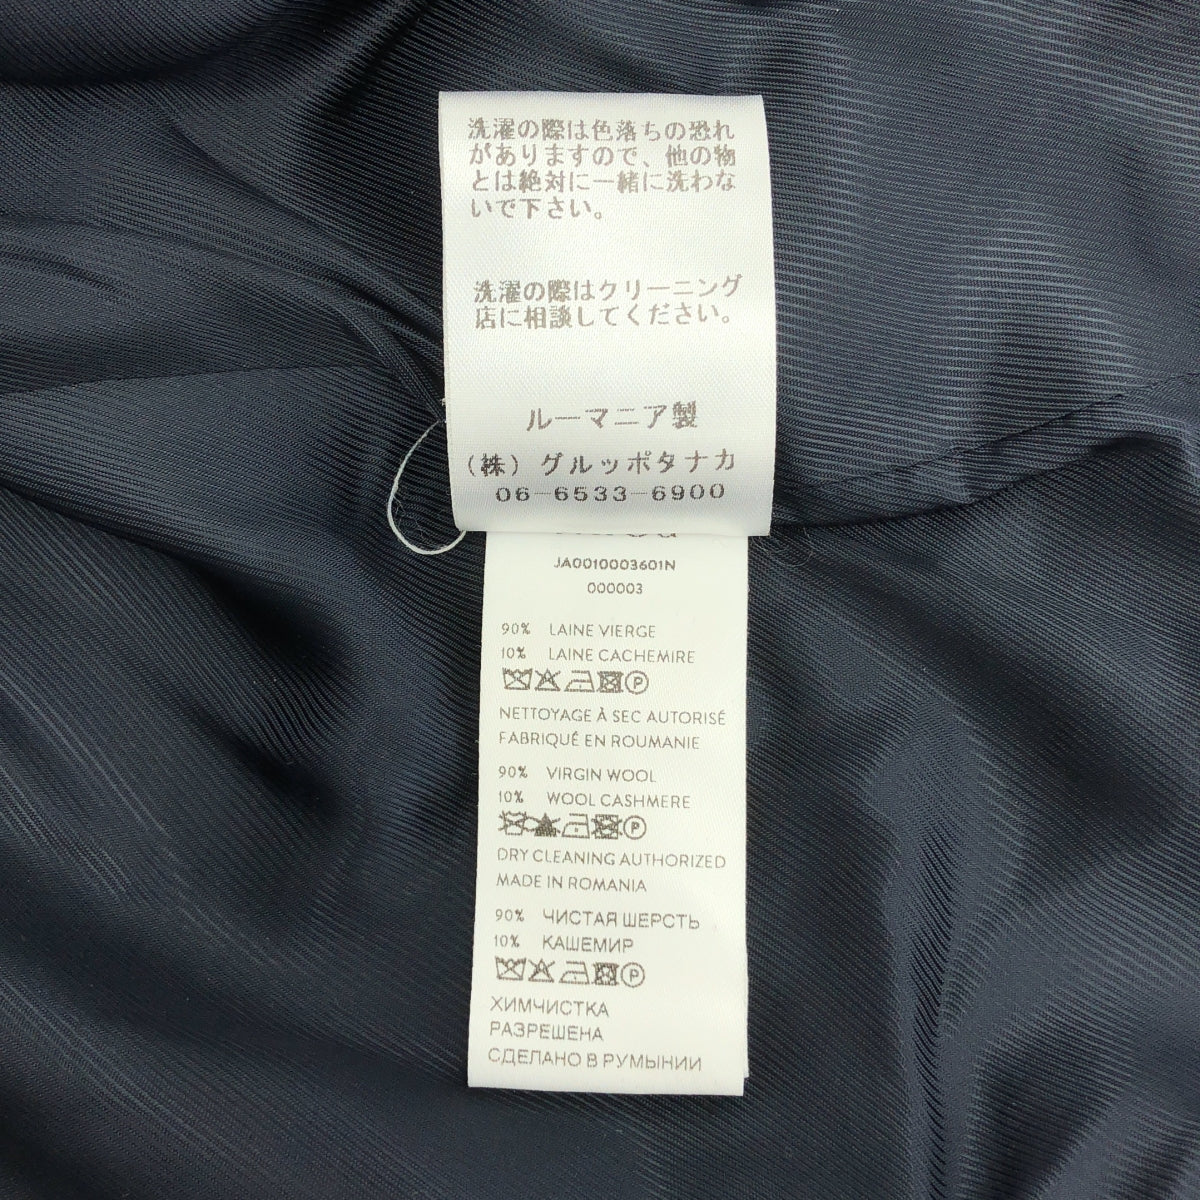 洗濯の際は色落ちの恐れ
がありますので、他の物
とは絶対に一緒に洗わな
いで下さい。
洗濯の際はクリーニング
店に相談してください。
ルーマニア製
（株）グルッポタナカ
06-6533-6900
JA0010003601N
000003
90% LAINE VIERGE
10% LAINE CACHEMIRE
NETTOYAGE À SEC AUTORISÉ
FABRIQUÉ EN ROUMANIE
90% VIRGIN WOOL
10% WOOL CASHMERE
DRY CLEANING AUTHORIZED
MADE IN ROMANIA
90% ЧИСТАЯ ШЕРСТЬ
10% КАШЕМИР
ХИМЧИСТКА
РАЗРЕШЕНА
СДЕЛАНО В РУМЫНИИ